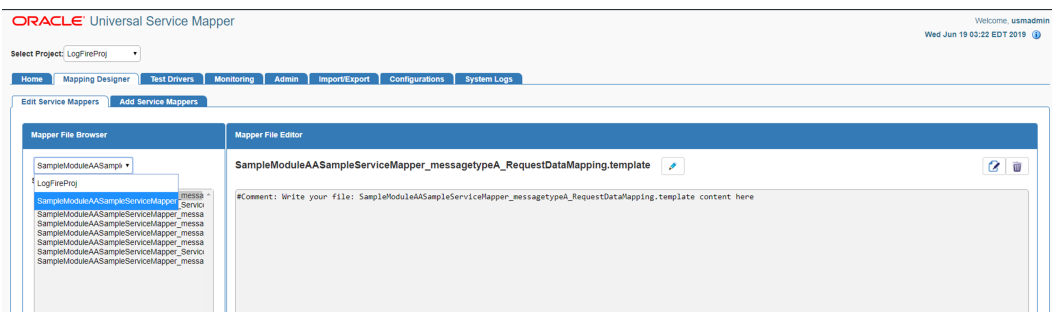 ORACLE Universal Service Mapper
Welcome, usmadmin
Wed Jun 19 03:22 EDT 2019
Select Project: LogFireProj
Home Mapping Designer Test Drivers Monitoring Admin Import/Export Configurations System Logs
Edit Service Mappers Add Service Mappers
Mapper File Browser
Mapper File Editor
SampleModuleAASampl
SampleModuleAASampleServiceMapper_messagetypeA_RequestDataMapping.template
LogFireProj
SampleModuleAASampleServiceMapper
_messa
_Servic
SampleModuleAASampleServiceMapper_messa
SampleModuleAASampleServiceMapper_messa
SampleModuleAASampleServiceMapper_messa
SampleModuleAASampleServiceMapper_messa
SampleModuleAASampleServiceMapper_Servic
SampleModuleAASampleServiceMapper_messa
#Comment: Write your file: SampleModuleAASampleServiceMapper_messagetypeA_RequestDataMapping.template content here